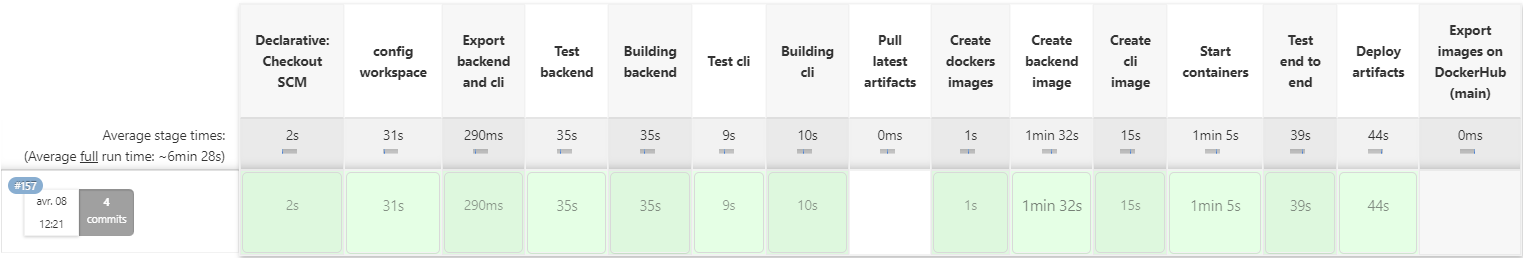 Declarative: Checkout SCM
config workspace
Export backend and cli
Test backend
Building backend
Test cli
Building cli
Pull latest artifacts
Create dockers images
Create backend image
Create cli image
Start containers
Test end to end
Deploy artifacts
Export images on DockerHub (main)
Average stage times:
(Average full run time: ~6min 28s)
2s
31s
290ms
35s
35s
9s
10s
0ms
1s
1min 32s
15s
1min 5s
39s
44s
0ms
#157
avr. 08
12:21
4
commits
2s
31s
290ms
35s
35s
9s
10s
1s
1min 32s
15s
1min 5s
39s
44s